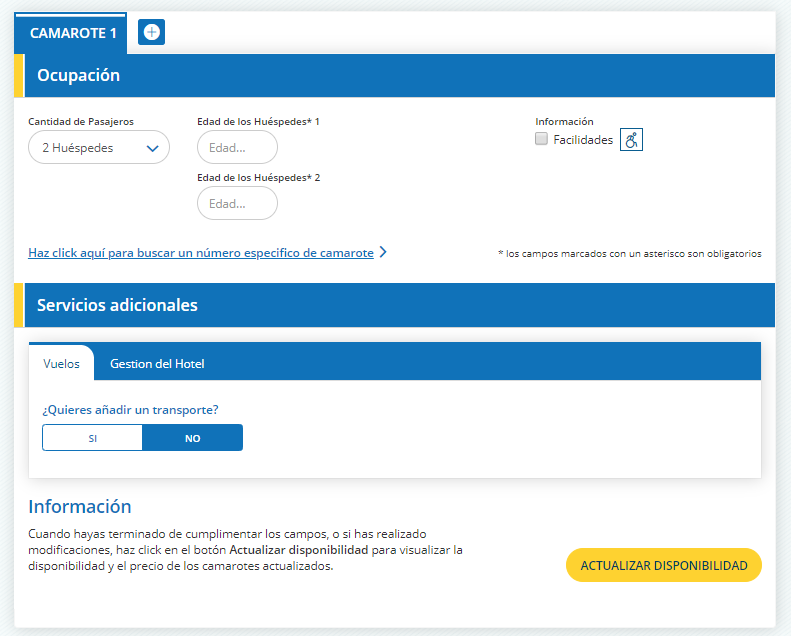 CAMAROTE 1
Ocupación
Cantidad de Pasajeros
2 Huéspedes
Edad de los Huéspedes* 1
Edad...
Edad de los Huéspedes* 2
Edad...
Información
Facilidades
Haz click aquí para buscar un número especifico de camarote
* los campos marcados con un asterisco son obligatorios
Servicios adicionales
Vuelos
Gestion del Hotel
¿Quieres añadir un transporte?
SI
NO
Información
Cuando hayas terminado de cumplimentar los campos, o si has realizado
modificaciones, haz click en el botón Actualizar disponibilidad para visualizar la
disponibilidad y el precio de los camarotes actualizados.
ACTUALIZAR DISPONIBILIDAD